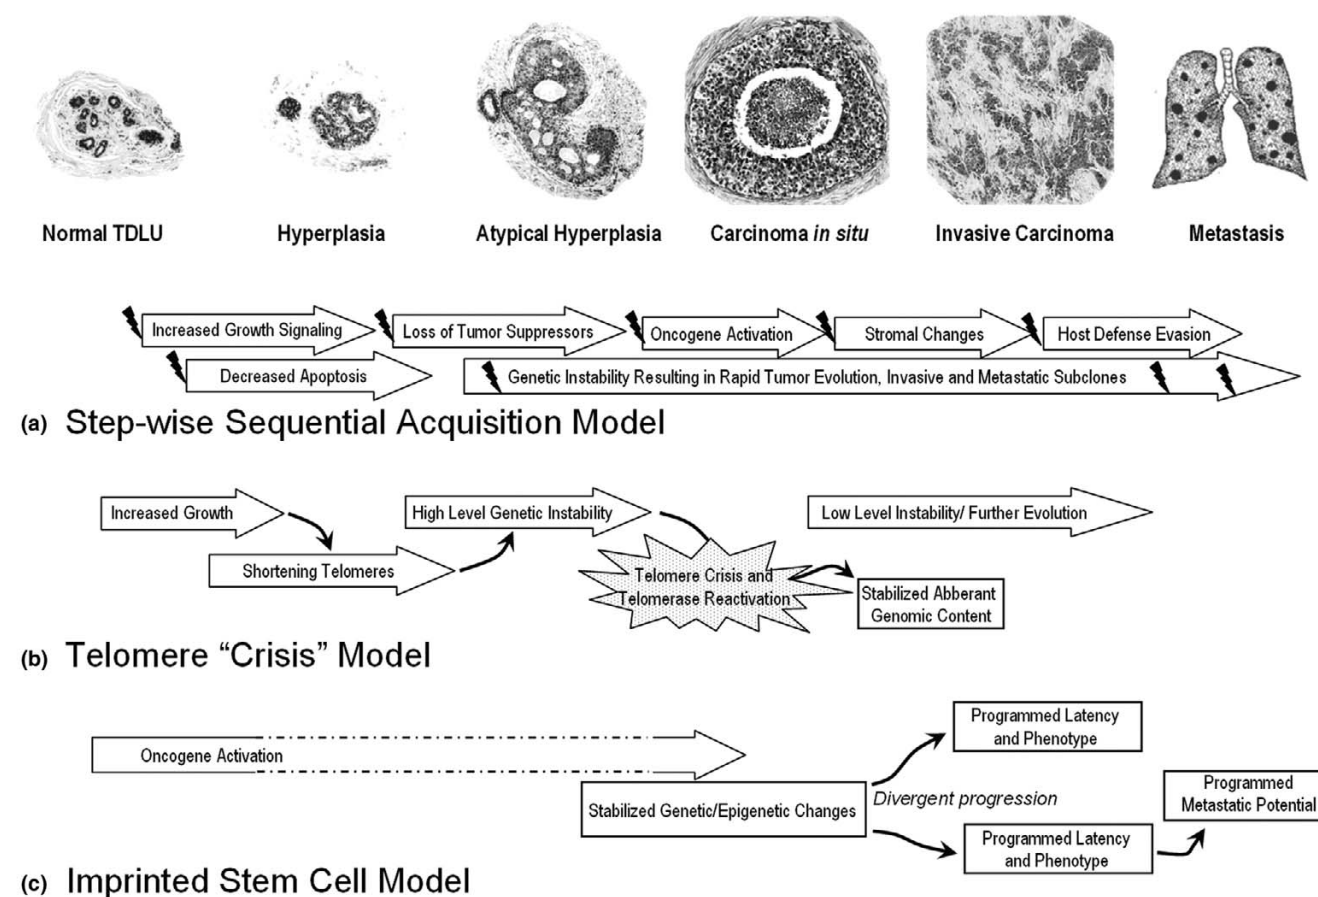 Normal TDLU
Hyperplasia
Atypical Hyperplasia
Carcinoma in situ
Invasive Carcinoma
Metastasis
Increased Growth Signaling
Loss of Tumor Suppressors
Oncogene Activation
Stromal Changes
Host Defense Evasion
Decreased Apoptosis
Genetic Instability Resulting in Rapid Tumor Evolution, Invasive and Metastatic Subclones
(a) Step-wise Sequential Acquisition Model
Increased Growth
High Level Genetic Instability
Low Level Instability/ Further Evolution
Shortening Telomeres
Telomere Crisis and
Telomerase Reactivation
Stabilized Abberant
Genomic Content
(b) Telomere “Crisis” Model
Programmed Latency
and Phenotype
Oncogene Activation
Stabilized Genetic/Epigenetic Changes
Divergent progression
Programmed
Metastatic Potential
Programmed Latency
and Phenotype
(c) Imprinted Stem Cell Model